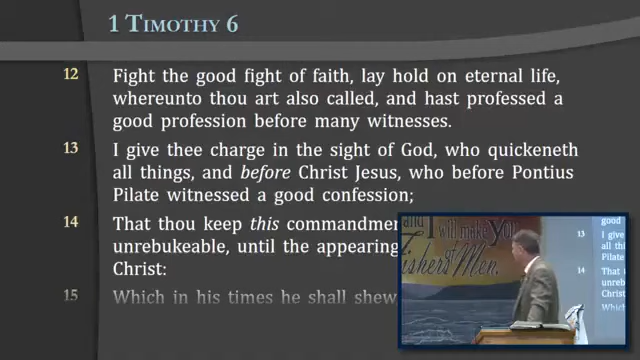 1 TIMOTHY 6
12 Fight the good fight of faith, lay hold on eternal life,
whereunto thou art also called, and hast professed a
good profession before many witnesses.
13 I give thee charge in the sight of God, who quickeneth
all things, and before Christ Jesus, who before Pontius
Pilate witnessed a good confession;
14 That thou keep this commandmen
unrebukeable, until the appearing
Christ:
15 Which in his times he shall shew
and I will make You
Fishers of Men.
good
13 I give
all thi
Pilate
14 That t
unreb
Christ
Which